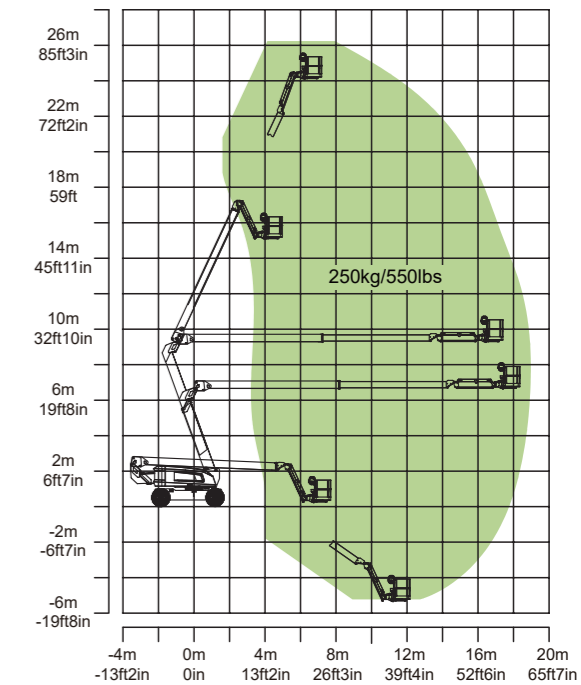 26m
85ft3in
22m
72ft2in
18m
59ft
14m
45ft11in
250kg/550lbs
10m
32ft10in
6m
19ft8in
2m
6ft7in
-2m
-6ft7in
-6m
-19ft8in
-4m 0m 4m 8m 12m 16m 20m
-13ft2in 0in 13ft2in 26ft3in 39ft4in 52ft6in 65ft7in